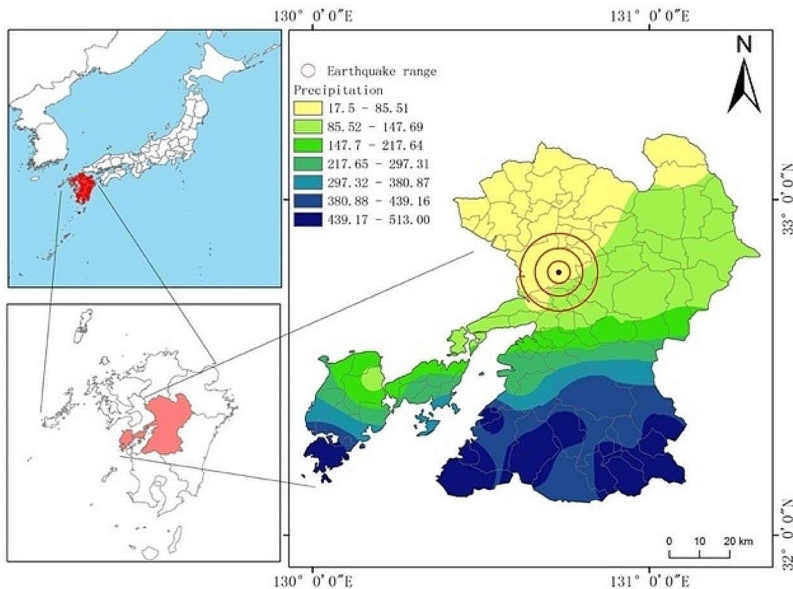 130° 0′0″E
131° 0′0″E
N
Earthquake range
Precipitation
17.5 - 85.51
85.52 - 147.69
147.7 - 217.64
217.65 - 297.31
297.32 - 380.87
380.88 - 439.16
439.17 - 513.00
33° 0′0″N
32° 0′0″N
0 10 20 km
130° 0′0″E
131° 0′0″E